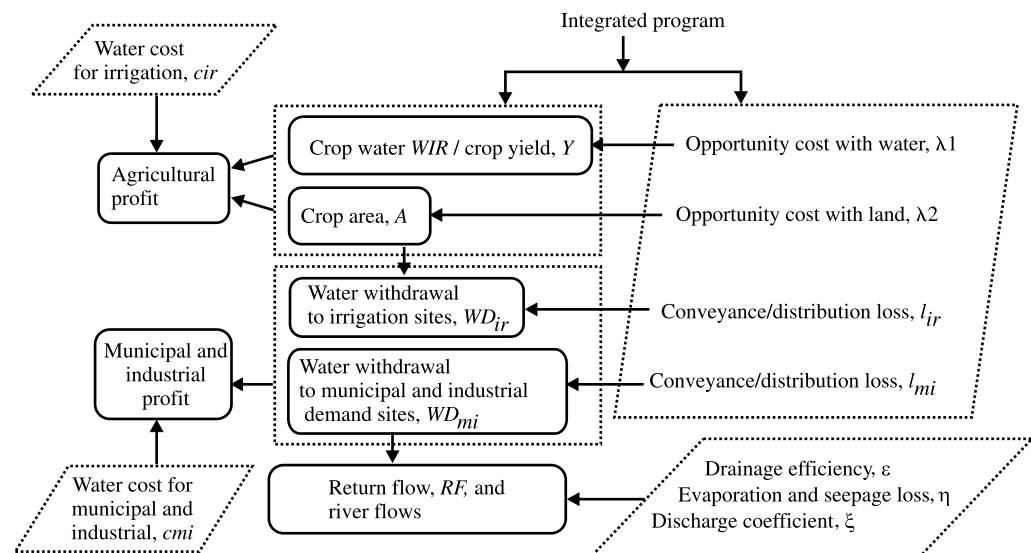 Integrated program
Water cost
for irrigation, cir
Crop water WIR / crop yield, Y
Opportunity cost with water, λ1
Agricultural
profit
Crop area, A
Opportunity cost with land, λ2
Water withdrawal
to irrigation sites, WDir
Conveyance/distribution loss, lir
Municipal and
industrial
profit
Water withdrawal
to municipal and industrial
demand sites, WDmi
Conveyance/distribution loss, lmi
Water cost for
municipal and
industrial, cmi
Return flow, RF, and
river flows
Drainage efficiency, ε
Evaporation and seepage loss, η
Discharge coefficient, ξ